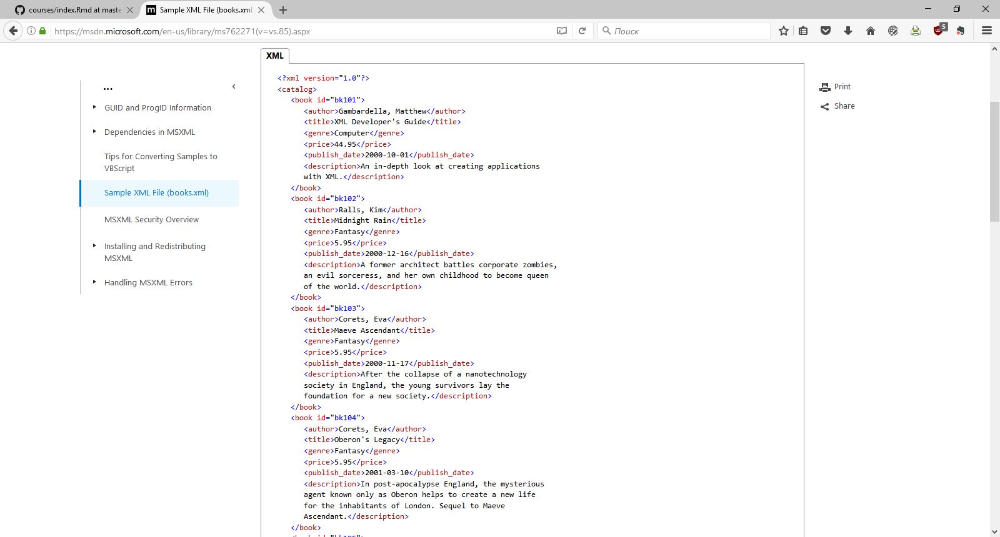 courses/index.Rmd at maste
Sample XML File (books.xml
https://msdn.microsoft.com/en-us/library/ms762271(v=vs.85).aspx
Поиск
5
XML
...
GUID and ProgID Information
Dependencies in MSXML
Tips for Converting Samples to
VBScript
Sample XML File (books.xml)
MSXML Security Overview
Installing and Redistributing
MSXML
Handling MSXML Errors
<?xml version="1.0"?>
<catalog>
<book id="bk101">
<author>Gambardella, Matthew</author>
<title>XML Developer's Guide</title>
<genre>Computer</genre>
<price>44.95</price>
<publish_date>2000-10-01</publish_date>
<description>An in-depth look at creating applications
with XML.</description>
</book>
<book id="bk102">
<author>Ralls, Kim</author>
<title>Midnight Rain</title>
<genre>Fantasy</genre>
<price>5.95</price>
<publish_date>2000-12-16</publish_date>
<description>A former architect battles corporate zombies,
an evil sorceress, and her own childhood to become queen
of the world.</description>
</book>
<book id="bk103">
<author>Corets, Eva</author>
<title>Maeve Ascendant</title>
<genre>Fantasy</genre>
<price>5.95</price>
<publish_date>2000-11-17</publish_date>
<description>After the collapse of a nanotechnology
society in England, the young survivors lay the
foundation for a new society.</description>
</book>
<book id="bk104">
<author>Corets, Eva</author>
<title>Oberon's Legacy</title>
<genre>Fantasy</genre>
<price>5.95</price>
<publish_date>2001-03-10</publish_date>
<description>In post-apocalypse England, the mysterious
agent known only as Oberon helps to create a new life
for the inhabitants of London. Sequel to Maeve
Ascendant.</description>
</book>
Print
Share